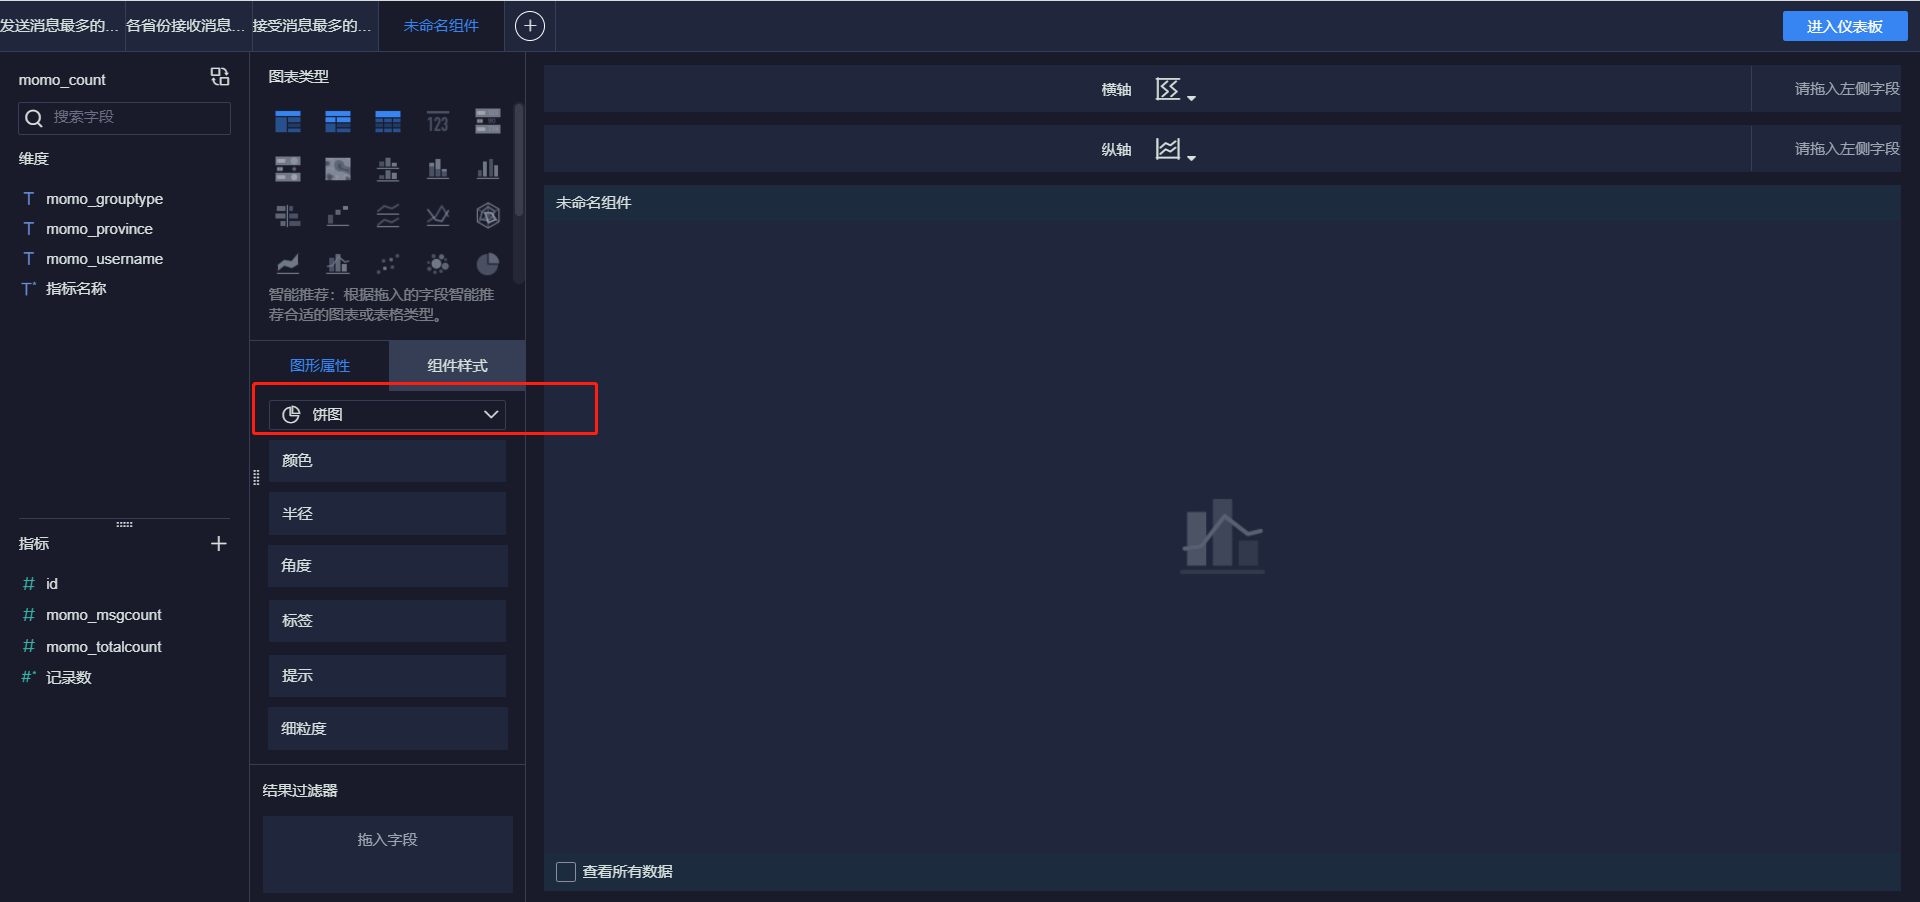 发送消息最多的...
各省份接收消息...
接受消息最多的...
未命名组件
进入仪表板
momo_count
搜索字段
维度
T momo_grouptype
T momo_province
T momo_username
T* 指标名称
指标
# id
# momo_msgcount
# momo_totalcount
#* 记录数
图表类型
123
智能推荐：根据拖入的字段智能推
荐合适的图表或表格类型。
图形属性
组件样式
饼图
颜色
半径
角度
标签
提示
细粒度
结果过滤器
拖入字段
横轴
请拖入左侧字段
纵轴
请拖入左侧字段
未命名组件
查看所有数据